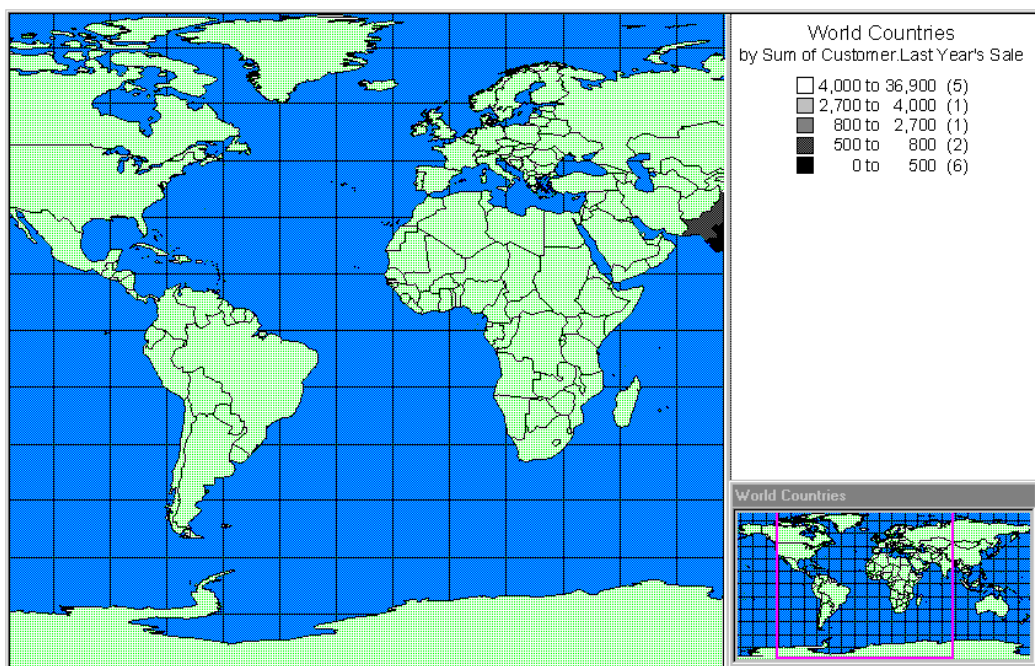 World Countries
by Sum of Customer.Last Year's Sale
4,000 to 36,900 (5)
2,700 to 4,000 (1)
800 to 2,700 (1)
500 to 800 (2)
0 to 500 (6)
World Countries